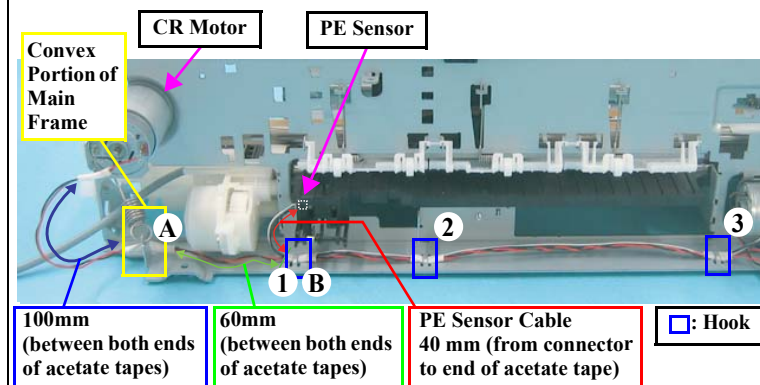 CR Motor
PE Sensor
Convex
Portion of
Main
Frame
A
2
3
1
B
100mm
(between both ends
of acetate tapes)
60mm
(between both ends
of acetate tapes)
PE Sensor Cable
40 mm (from connector
to end of acetate tape)
: Hook